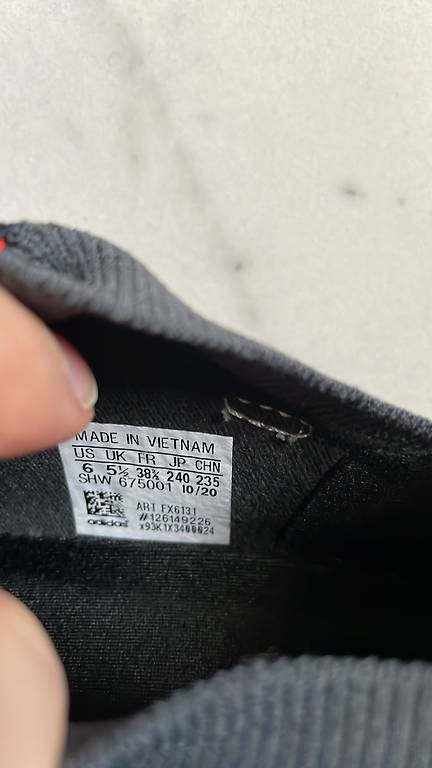 MADE IN VIETNAM
US UK FR JP CHN
6 5½ 38⅔ 240 235
SHW 675001 10/20
ART FX6131
#126149226
adidas x93K1X3400024